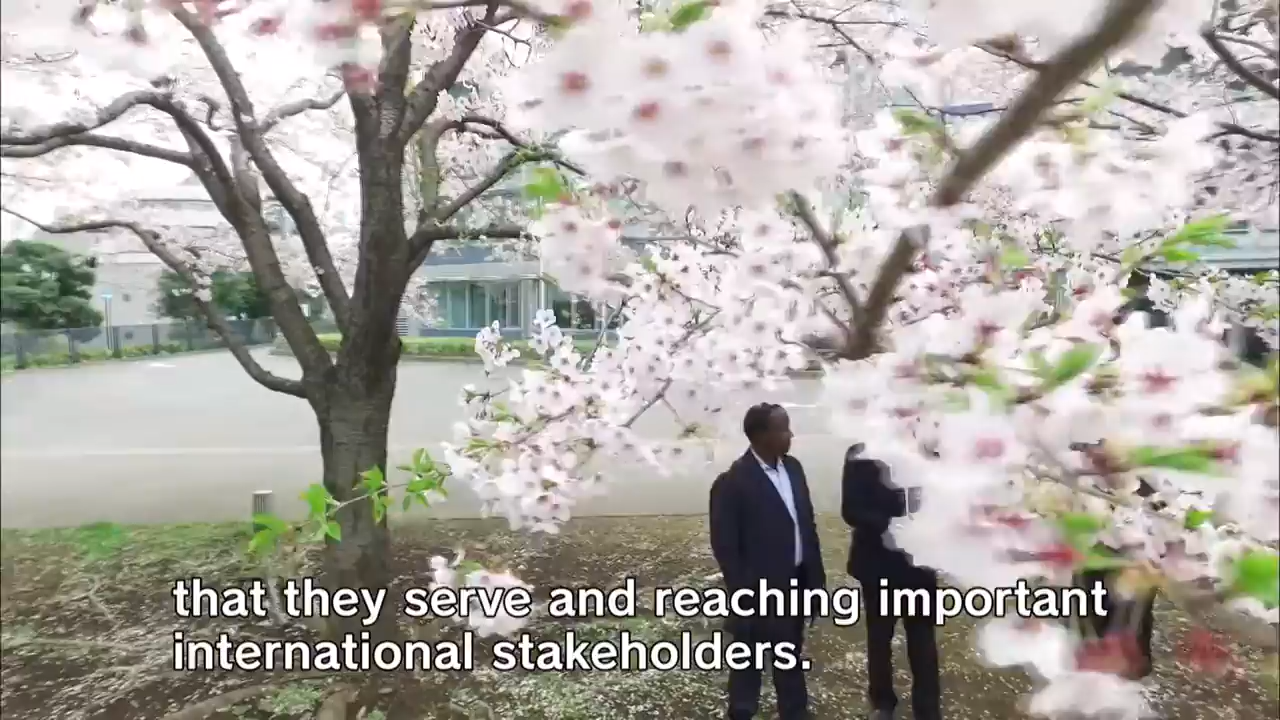 that they serve and reaching important
international stakeholders.